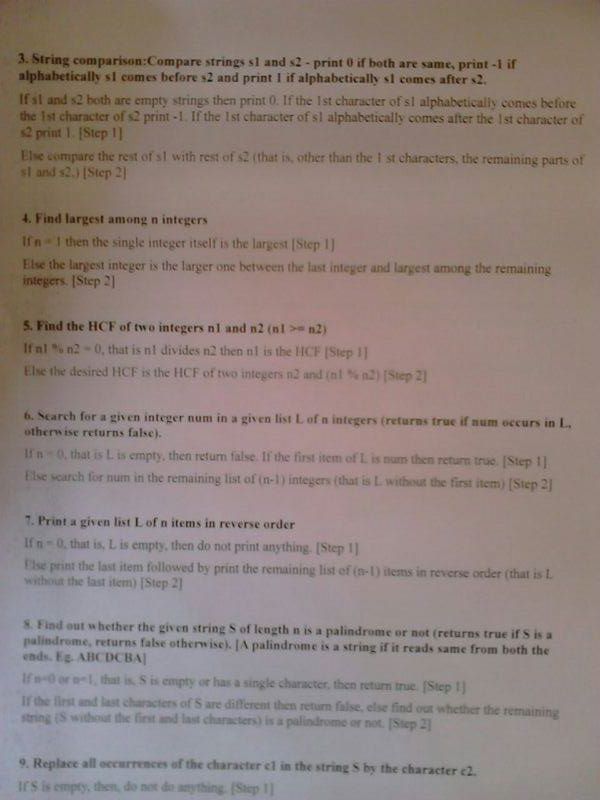 3. String comparison:Compare strings s1 and s2 - print 0 if both are same, print -1 if
alphabetically s1 comes before s2 and print 1 if alphabetically s1 comes after s2.
If s1 and s2 both are empty strings then print 0. If the 1st character of s1 alphabetically comes before
the 1st character of s2 print -1. If the 1st character of s1 alphabetically comes after the 1st character of
s2 print 1. [Step 1]
Else compare the rest of s1 with rest of s2 (that is, other than the 1 st characters, the remaining parts of
s1 and s2.) [Step 2]
4. Find largest among n integers
If n = 1 then the single integer itself is the largest [Step 1]
Else the largest integer is the larger one between the last integer and largest among the remaining
integers. [Step 2]
5. Find the HCF of two integers n1 and n2 (n1 >= n2)
If n1 % n2 = 0, that is n1 divides n2 then n1 is the HCF [Step 1]
Else the desired HCF is the HCF of two integers n2 and (n1 % n2) [Step 2]
6. Search for a given integer num in a given list L of n integers (returns true if num occurs in L,
otherwise returns false).
If n = 0, that is L is empty, then return false. If the first item of L is num then return true. [Step 1]
Else search for num in the remaining list of (n-1) integers (that is L without the first item) [Step 2]
7. Print a given list L of n items in reverse order
If n = 0, that is, L is empty, then do not print anything. [Step 1]
Else print the last item followed by print the remaining list of (n-1) items in reverse order (that is L
without the last item) [Step 2]
8. Find out whether the given string S of length n is a palindrome or not (returns true if S is a
palindrome, returns false otherwise). [A palindrome is a string if it reads same from both the
ends. Eg. ABCDCBA]
If n=0 or n=1, that is, S is empty or has a single character, then return true. [Step 1]
If the first and last characters of S are different then return false, else find out whether the remaining
string (S without the first and last characters) is a palindrome or not. [Step 2]
9. Replace all occurrences of the character c1 in the string S by the character c2.
If S is empty, then, do not do anything. [Step 1]